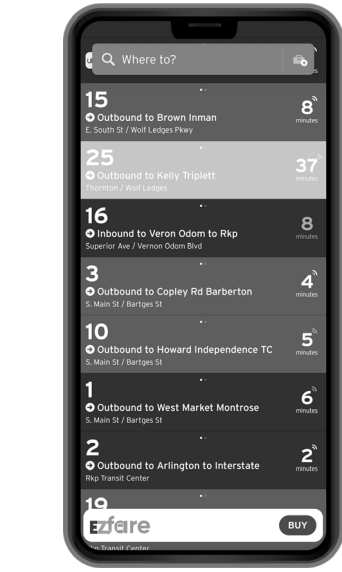 Where to?
15
Outbound to Brown Inman
E. South St / Wolf Ledges Pkwy
8
minutes
25
Outbound to Kelly Triplett
Thornton / Wolf Ledges
37
minutes
16
Inbound to Veron Odom to Rkp
Superior Ave / Vernon Odom Blvd
8
minutes
3
Outbound to Copley Rd Barberton
S. Main St / Bartges St
4
minutes
10
Outbound to Howard Independence TC
S. Main St / Bartges St
5
minutes
1
Outbound to West Market Montrose
S. Main St / Bartges St
6
minutes
2
Outbound to Arlington to Interstate
Rkp Transit Center
2
minutes
19
Ezfare
BUY
Rkp Transit Center